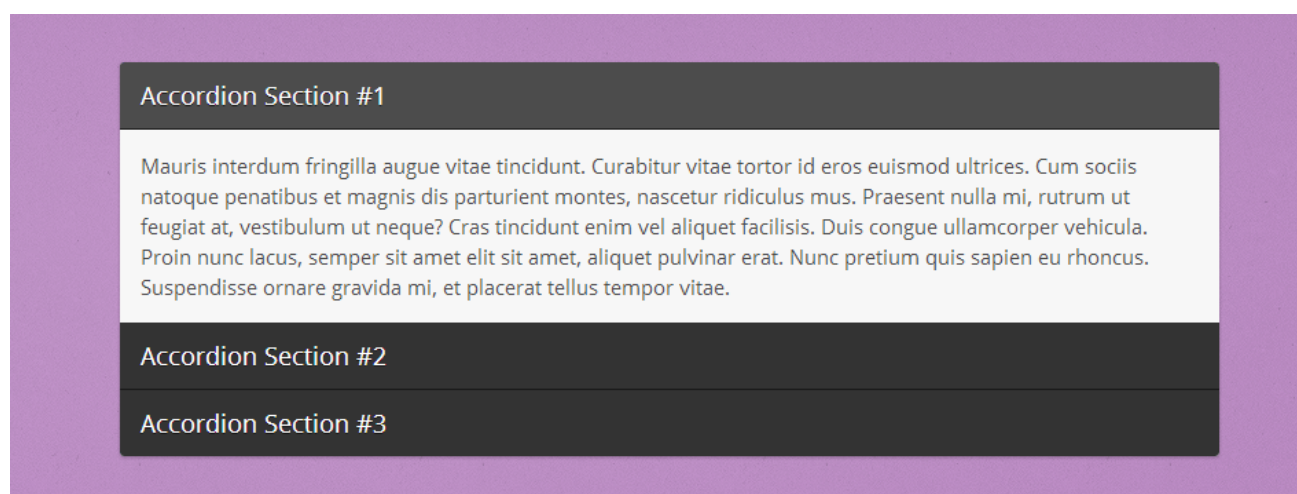 Accordion Section #1
Mauris interdum fringilla augue vitae tincidunt. Curabitur vitae tortor id eros euismod ultrices. Cum sociis
natoque penatibus et magnis dis parturient montes, nascetur ridiculus mus. Praesent nulla mi, rutrum ut
feugiat at, vestibulum ut neque? Cras tincidunt enim vel aliquet facilisis. Duis congue ullamcorper vehicula.
Proin nunc lacus, semper sit amet elit sit amet, aliquet pulvinar erat. Nunc pretium quis sapien eu rhoncus.
Suspendisse ornare gravida mi, et placerat tellus tempor vitae.
Accordion Section #2
Accordion Section #3